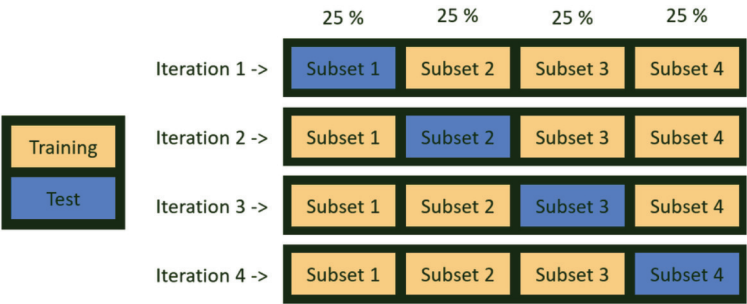 25 % 25 % 25 % 25 %
Iteration 1 -> Subset 1 Subset 2 Subset 3 Subset 4
Iteration 2 -> Subset 1 Subset 2 Subset 3 Subset 4
Training
Test
Iteration 3 -> Subset 1 Subset 2 Subset 3 Subset 4
Iteration 4 -> Subset 1 Subset 2 Subset 3 Subset 4